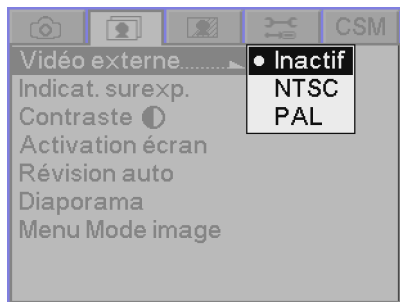 CSM
Vidéo externe......... Inactif
Indicat. surexp. NTSC
Contraste PAL
Activation écran
Révision auto
Diaporama
Menu Mode image